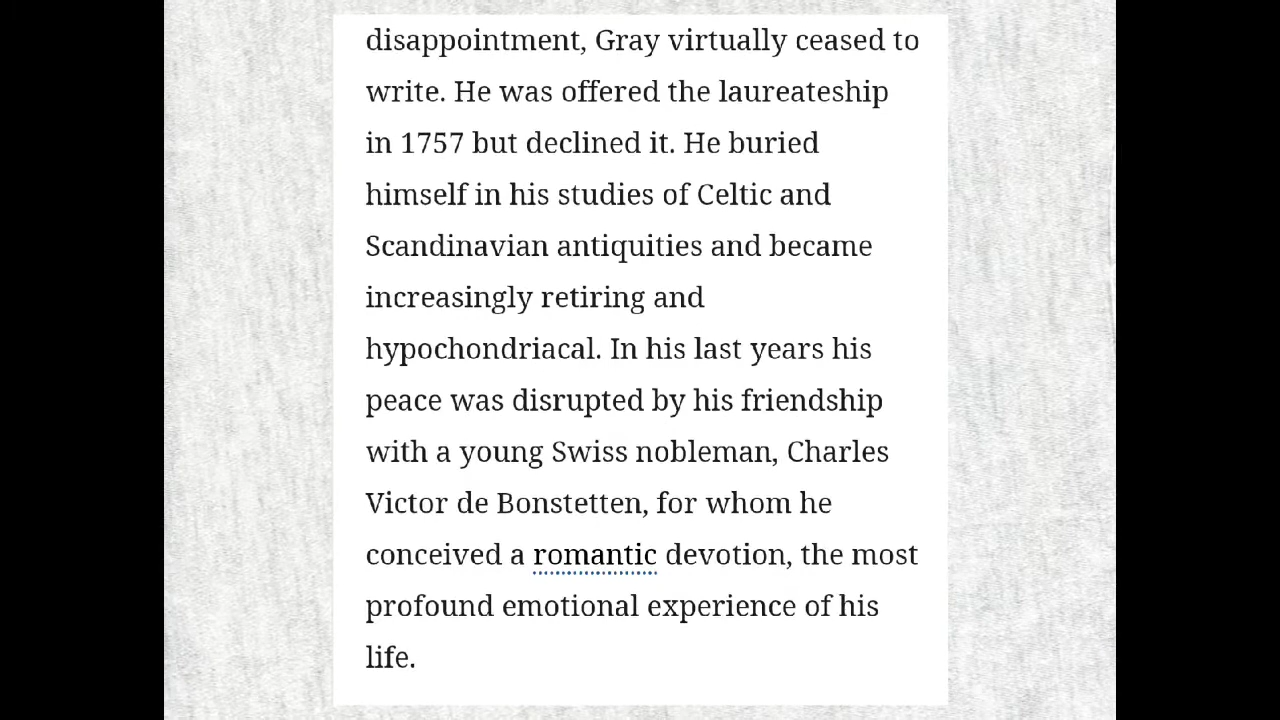 disappointment, Gray virtually ceased to
write. He was offered the laureateship
in 1757 but declined it. He buried
himself in his studies of Celtic and
Scandinavian antiquities and became
increasingly retiring and
hypochondriacal. In his last years his
peace was disrupted by his friendship
with a young Swiss nobleman, Charles
Victor de Bonstetten, for whom he
conceived a romantic devotion, the most
profound emotional experience of his
life.